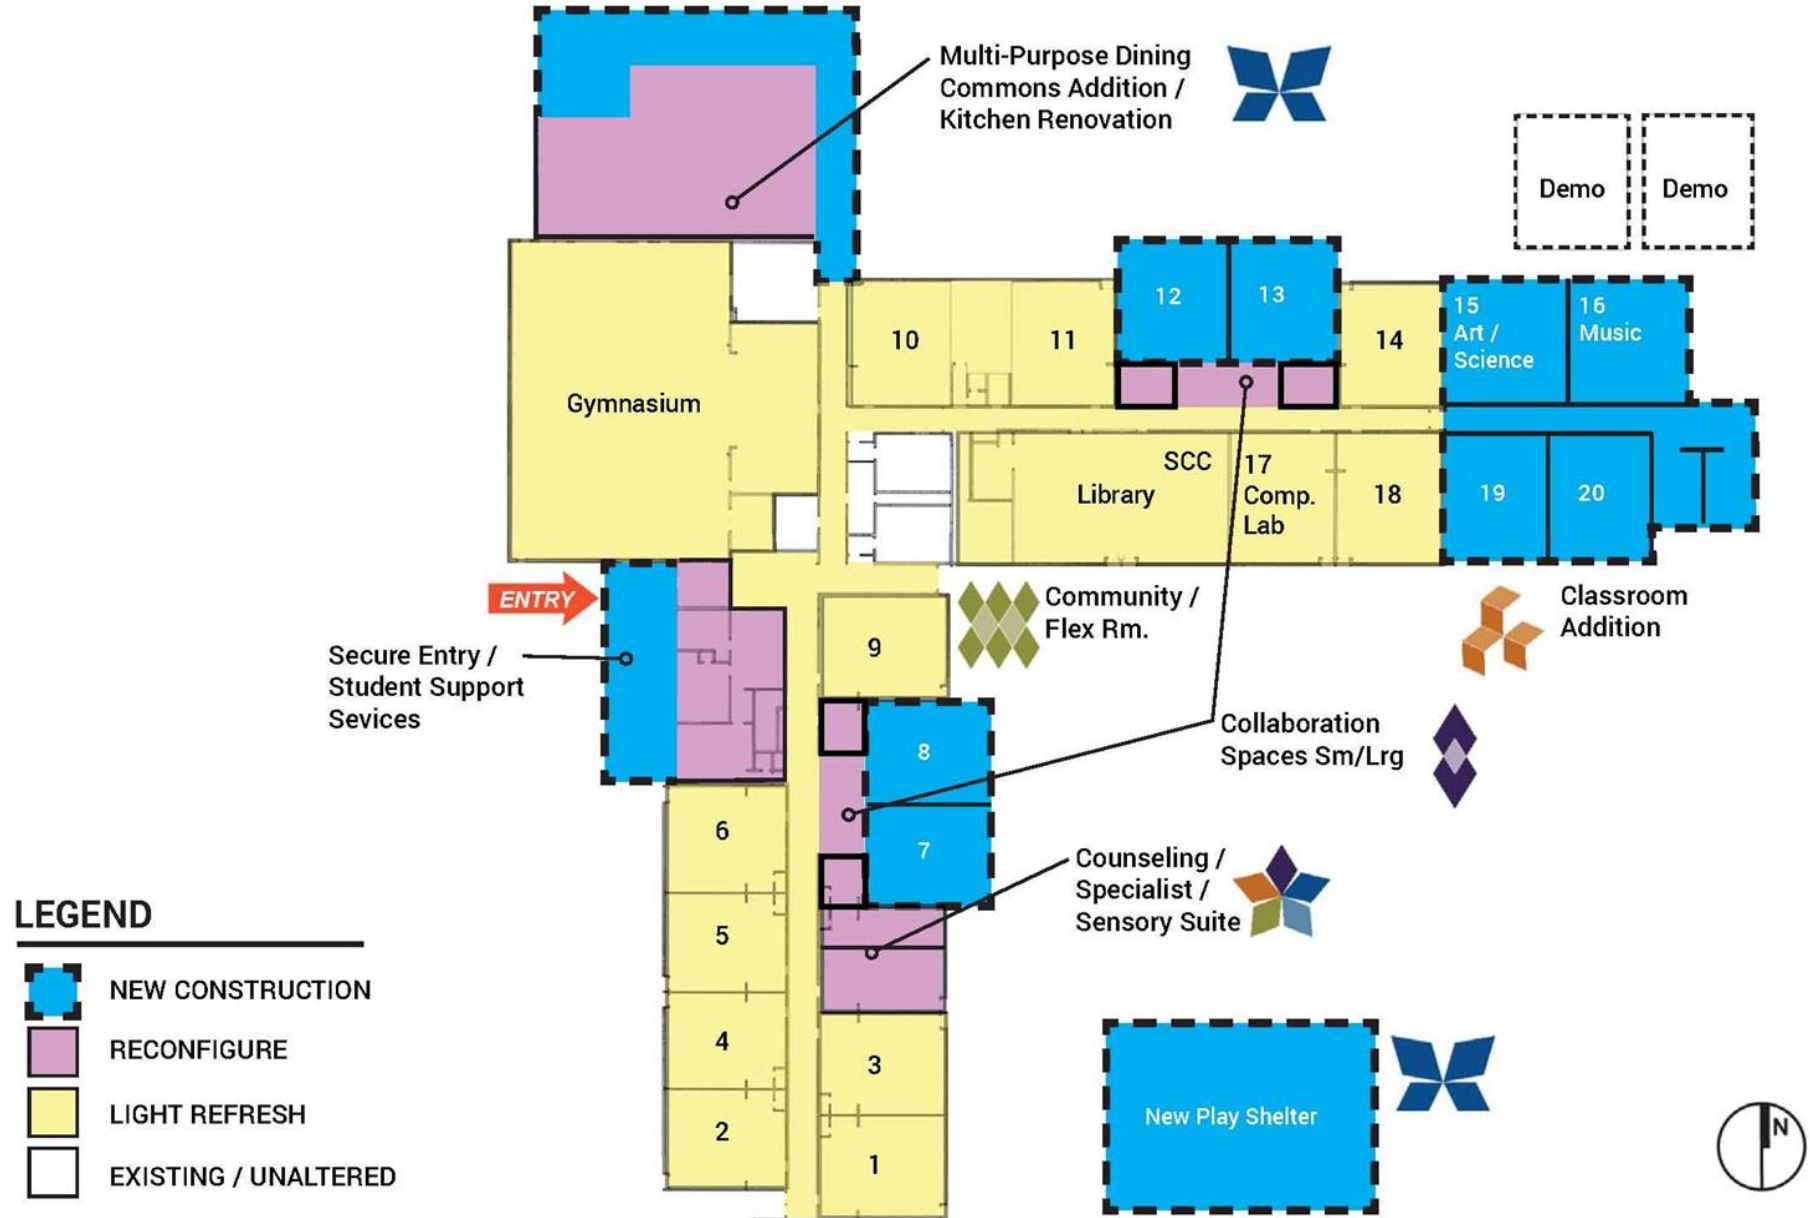 Multi-Purpose Dining
Commons Addition /
Kitchen Renovation
Demo
Demo
12
13
10
11
14
15
Art /
Science
16
Music
Gymnasium
SCC
Library
17
Comp.
Lab
18
19
20
ENTRY
Secure Entry /
Student Support
Sevices
9
Community /
Flex Rm.
Classroom
Addition
8
7
Collaboration
Spaces Sm/Lrg
6
5
4
2
Counseling /
Specialist /
Sensory Suite
3
1
New Play Shelter
LEGEND
NEW CONSTRUCTION
RECONFIGURE
LIGHT REFRESH
EXISTING / UNALTERED
N